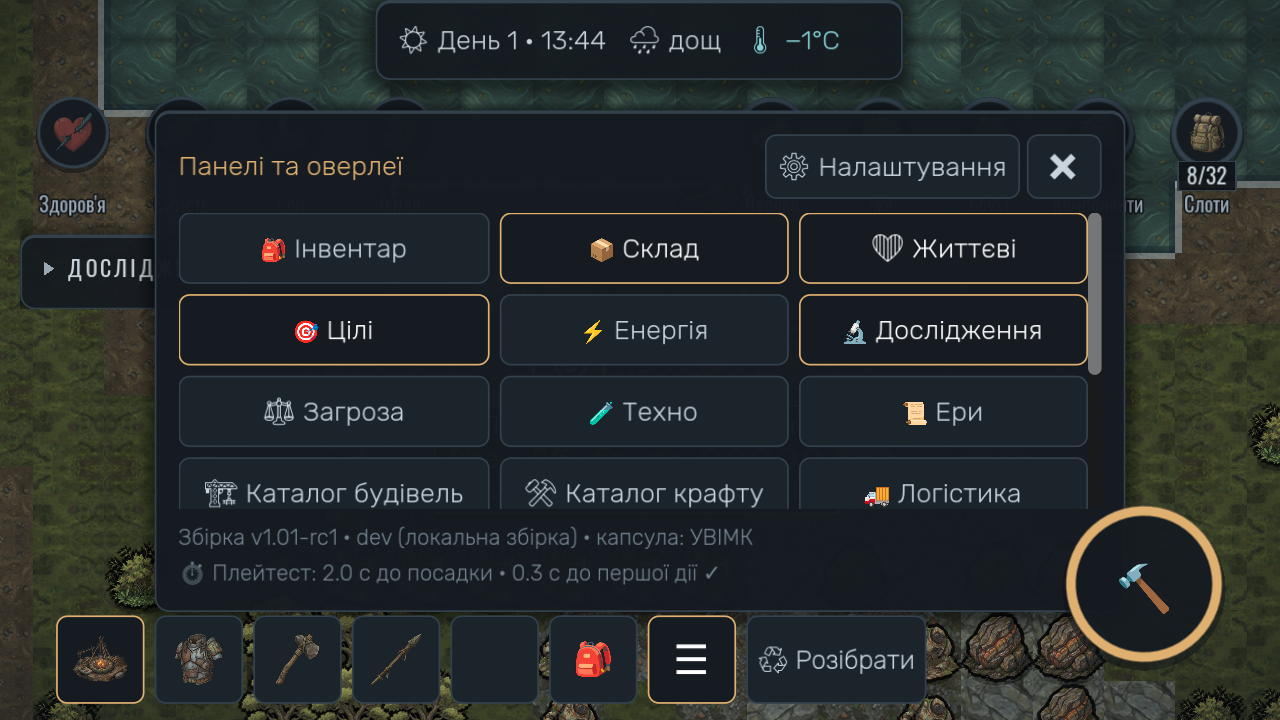 День 1 • 13:44 дощ −1°C
Здоров'я
8/32
Слоти
ти
ДОСЛІД
Панелі та оверлеї
Налаштування
Інвентар
Склад
Життєві
Цілі
Енергія
Дослідження
Загроза
Техно
Ери
Каталог будівель
Каталог крафту
Логістика
Збірка v1.01-rc1 • dev (локальна збірка) • капсула: УВІМК
Плейтест: 2.0 с до посадки • 0.3 с до першої дії ✓
Розібрати